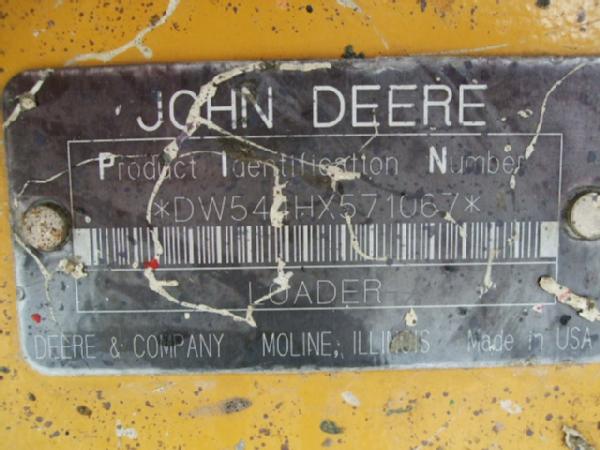 JOHN DEERE
Product Identification Number
*DW544HX571067*
LOADER
DEERE & COMPANY MOLINE, ILLINOIS Made in USA